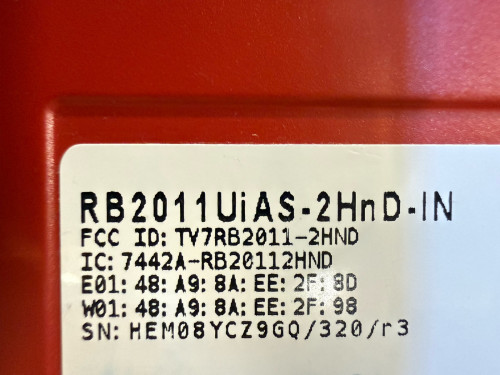 RB2011UiAS-2HnD-IN
FCC ID: TV7RB2011-2HND
IC: 7442A-RB20112HND
E01: 48: A9: 8A: EE: 2F: 8D
W01: 48: A9: 8A: EE: 2F: 98
SN: HEM08YCZ9GQ/320/r3